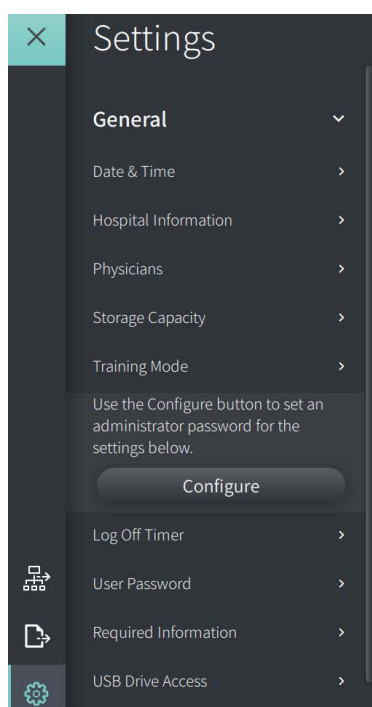 Settings
General
Date & Time
Hospital Information
Physicians
Storage Capacity
Training Mode
Use the Configure button to set an
administrator password for the
settings below.
Configure
Log Off Timer
User Password
Required Information
USB Drive Access